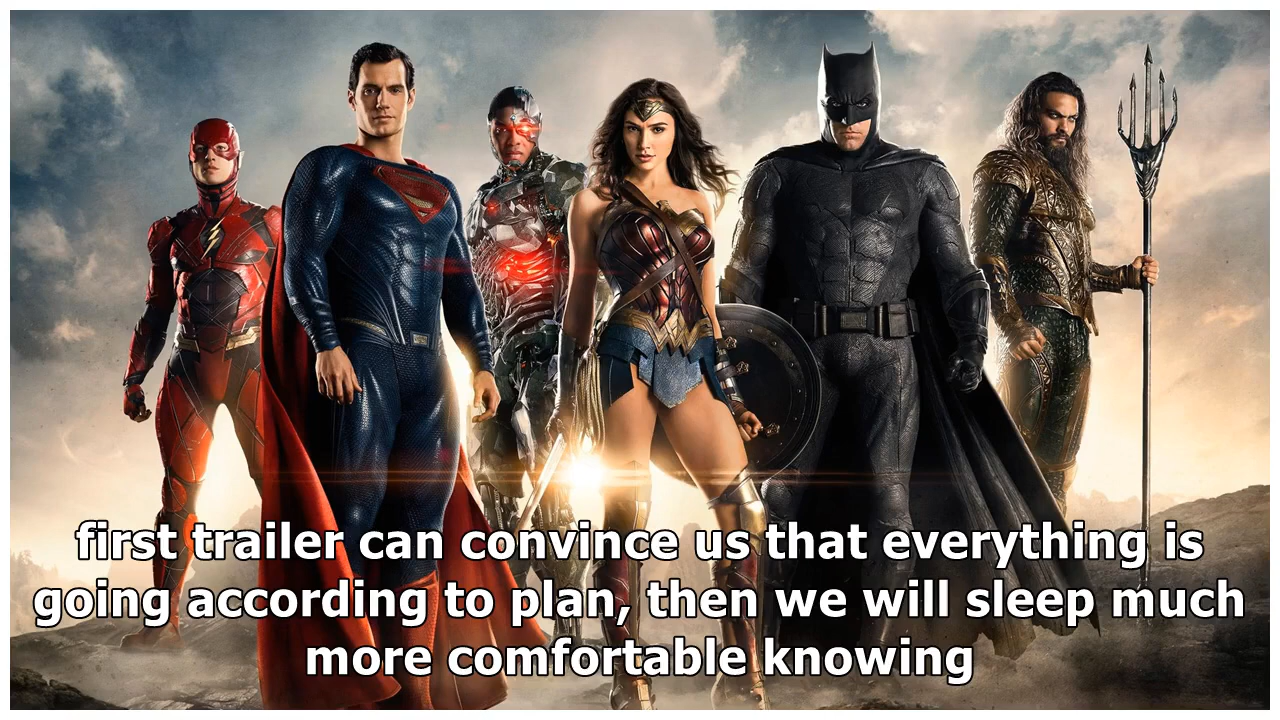 first trailer can convince us that everything is
going according to plan, then we will sleep much
more comfortable knowing